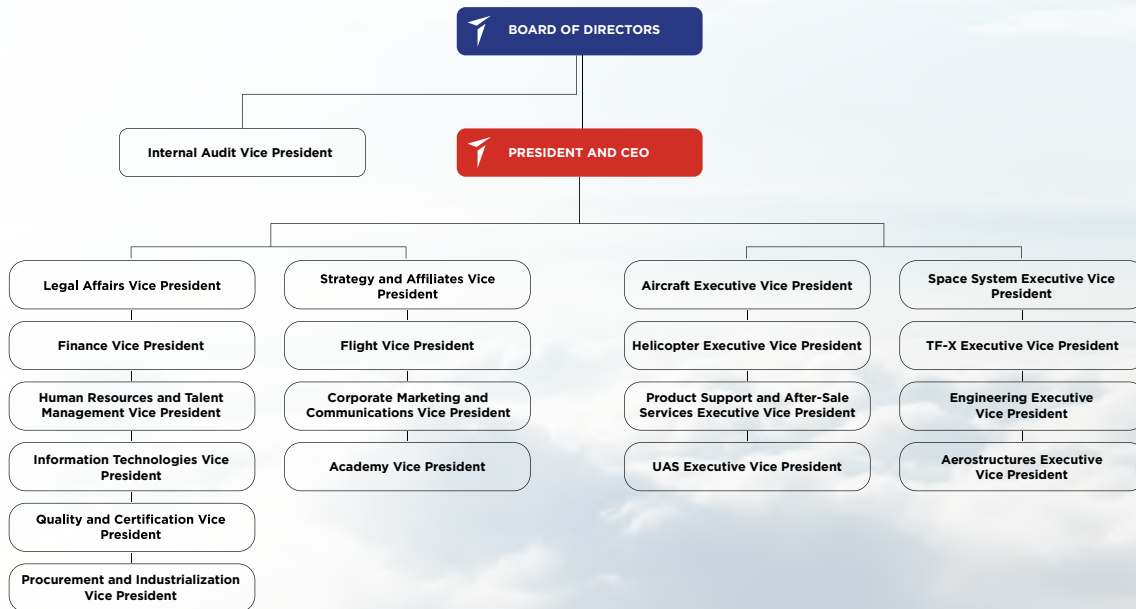 BOARD OF DIRECTORS
Internal Audit Vice President
PRESIDENT AND CEO
Legal Affairs Vice President
Finance Vice President
Human Resources and Talent
Management Vice President
Information Technologies Vice
President
Quality and Certification Vice
President
Procurement and Industrialization
Vice President
Strategy and Affiliates Vice
President
Flight Vice President
Corporate Marketing and
Communications Vice President
Academy Vice President
Aircraft Executive Vice President
Helicopter Executive Vice President
Product Support and After-Sale
Services Executive Vice President
UAS Executive Vice President
Space System Executive Vice
President
TF-X Executive Vice President
Engineering Executive
Vice President
Aerostructures Executive
Vice President